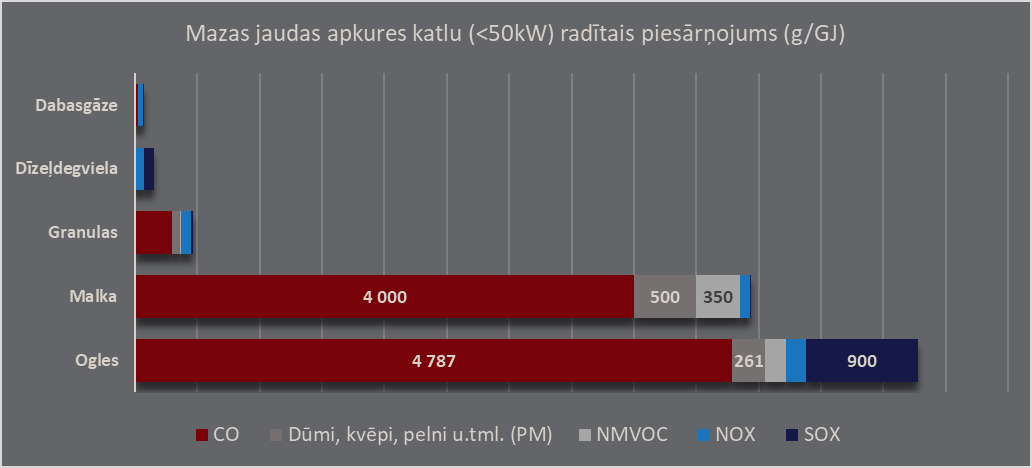 Mazas jaudas apkures katlu (<50kW) radītais piesārņojums (g/GJ)
Dabasgāze
Dīzeļdegviela
Granulas
Malka
4 000
500
350
Ogles
4 787
261
900
CO
Dūmi, kvēpi, pelni u.tml. (PM)
NMVOC
NOX
SOX